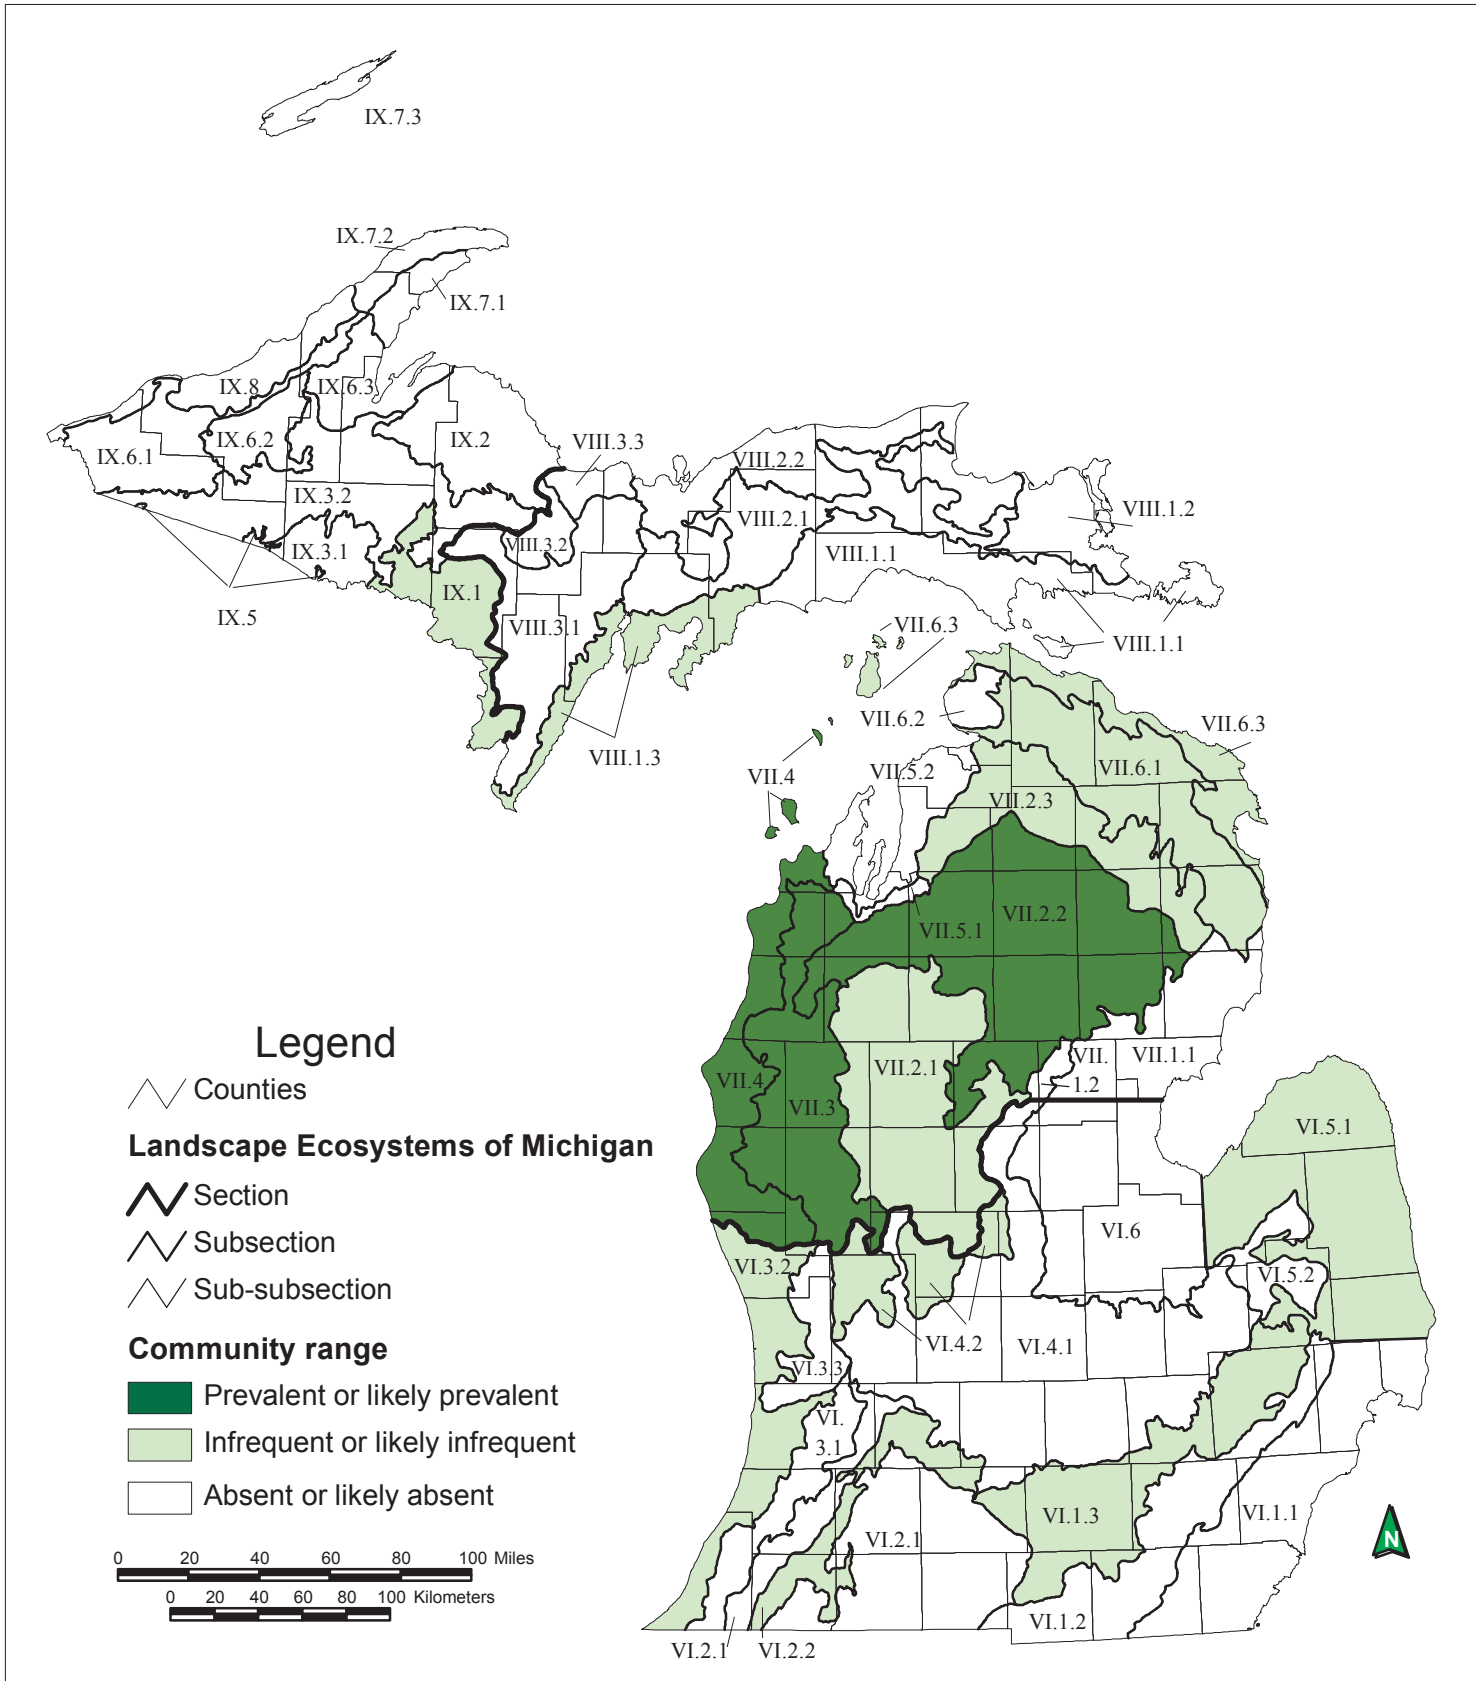 IX.7.3
IX.7.2
IX.7.1
IX.8
IX.6.3
IX.6.2
IX.2
IX.6.1
VIII.3.3
VIII.2.2
IX.3.2
VIII.2.1
VIII.1.2
IX.3.1
VIII.3.2
VIII.1.1
IX.1
IX.5
VIII.3.1
VII.6.3
VIII.1.1
VII.6.2
VII.6.3
VIII.1.3
VII.5.2
VII.6.1
VII.4
VII.2.3
VII.2.2
VII.5.1
VII.4
VII.3
VII.2.1
VII.
1.2
VII.1.1
VI.5.1
VI.6
VI.3.2
VI.5.2
VI.4.2
VI.4.1
VI.3.3
VI.
3.1
VI.1.3
VI.1.1
VI.2.1
VI.1.2
VI.2.1
VI.2.2
Legend
Counties
Landscape Ecosystems of Michigan
Section
Subsection
Sub-subsection
Community range
Prevalent or likely prevalent
Infrequent or likely infrequent
Absent or likely absent
0 20 40 60 80 100 Miles
0 20 40 60 80 100 Kilometers
N